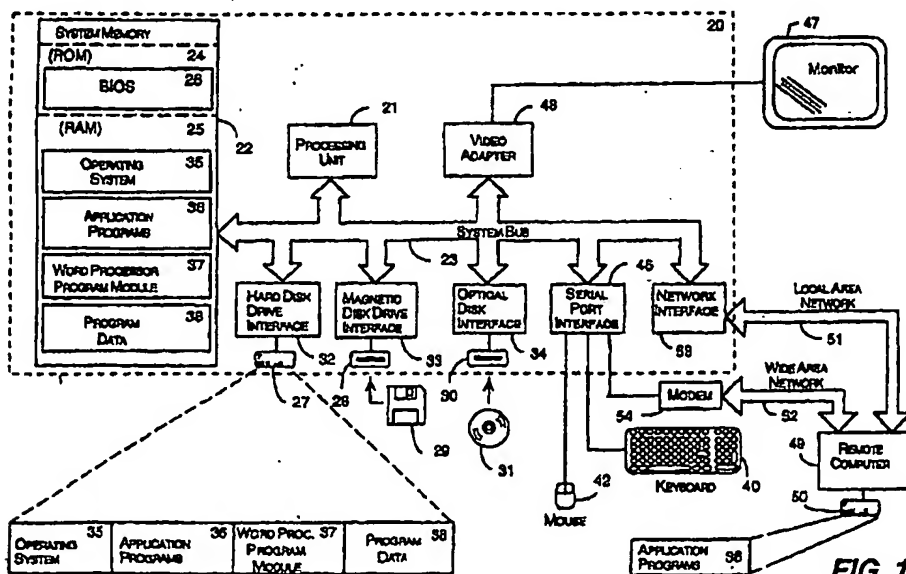 SYSTEM MEMORY
(ROM) 24
BIOS 26
(RAM) 25
22
OPERATING SYSTEM 35
APPLICATION PROGRAMS 36
WORD PROCESSOR PROGRAM MODULE 37
PROGRAM DATA 38
20
47
Monitor
21
PROCESSING UNIT
48
VIDEO ADAPTER
SYSTEM BUS
23
HARD DISK DRIVE INTERFACE
32
MAGNETIC DISK DRIVE INTERFACE
33
OPTICAL DISK INTERFACE
34
46
SERIAL PORT INTERFACE
NETWORK INTERFACE
53
LOCAL AREA NETWORK
51
WIDE AREA NETWORK
52
MODEM
54
27
28
29
30
31
42
MOUSE
KEYBOARD
40
49
REMOTE COMPUTER
50
OPERATING SYSTEM 35
APPLICATION PROGRAMS 36
WORD PROC. PROGRAM MODULE 37
PROGRAM DATA 38
APPLICATION PROGRAMS 36
FIG. 1